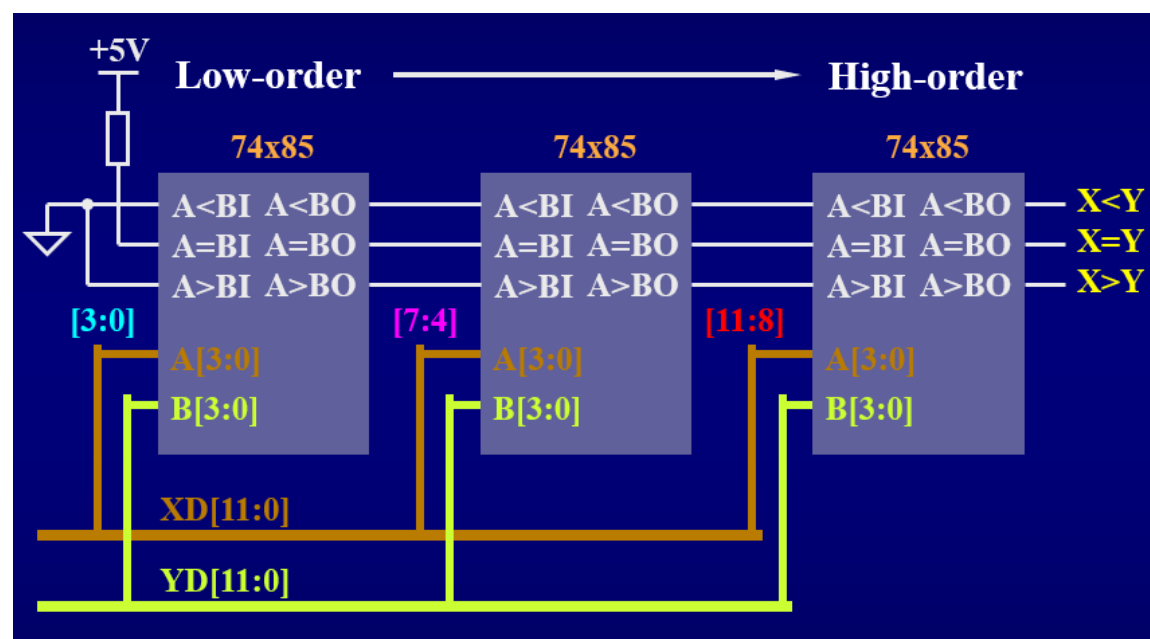 +5V
Low-order High-order
74x85 74x85 74x85
A<BI A<BO A<BI A<BO A<BI A<BO X<Y
A=BI A=BO A=BI A=BO A=BI A=BO X=Y
A>BI A>BO A>BI A>BO A>BI A>BO X>Y
[3:0] [7:4] [11:8]
A[3:0] A[3:0] A[3:0]
B[3:0] B[3:0] B[3:0]
XD[11:0]
YD[11:0]